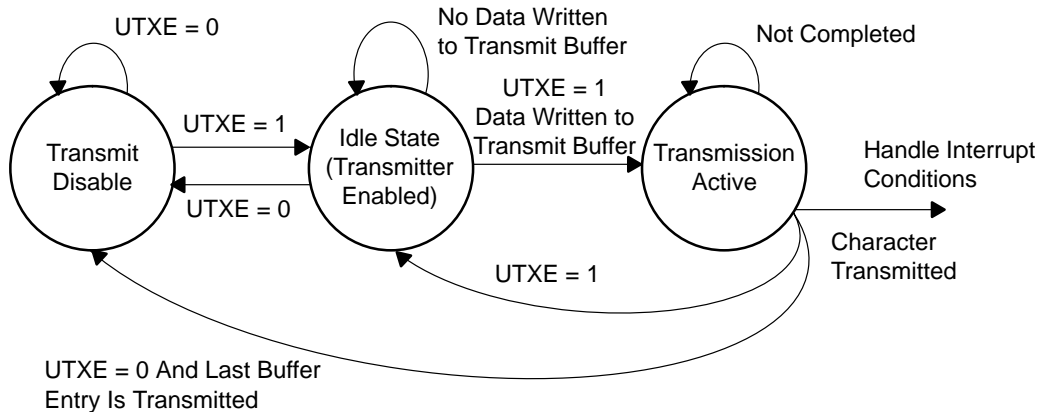 UTXE = 0
No Data Written
to Transmit Buffer
Not Completed
UTXE = 1
Data Written to
Transmit Buffer
UTXE = 1
Transmit
Disable
Idle State
(Transmitter
Enabled)
Transmission
Active
Handle Interrupt
Conditions
UTXE = 0
Character
Transmitted
UTXE = 1
UTXE = 0 And Last Buffer
Entry Is Transmitted